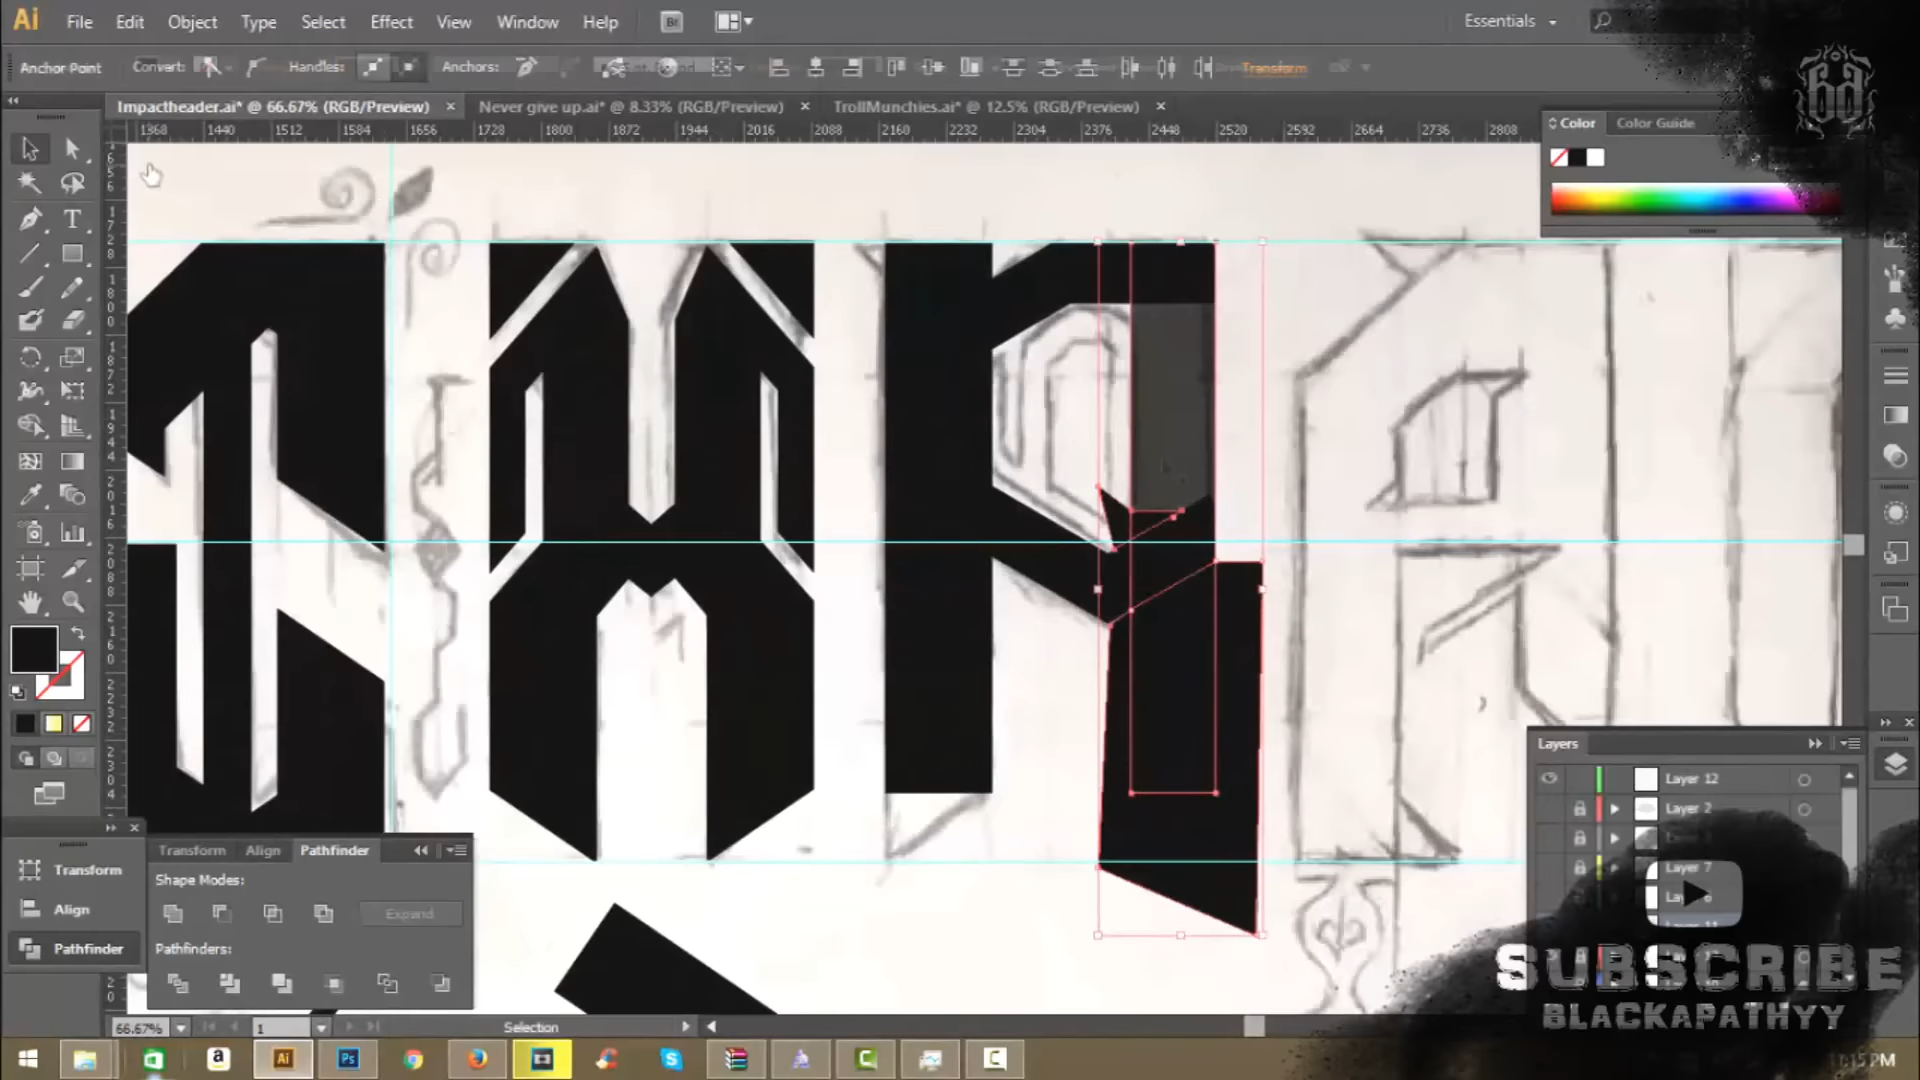 Ai File Edit Object Type Select Effect View Window Help Br Essentials
Anchor Point Convert: Handles: Anchors: Transform
Impactheader.ai* @ 66.67% (RGB/Preview) × Never give up.ai* @ 8.33% (RGB/Preview) × TrollMunchies.ai* @ 12.5% (RGB/Preview) ×
1368 1440 1512 1584 1656 1728 1800 1872 1944 2016 2088 2160 2232 2304 2376 2448 2520 2592 2664 2736 2808
Color Color Guide
Layers
Layer 12
Layer 2
Layer 7
Transform Align Pathfinder
Shape Modes:
Expand
Pathfinders:
Transform
Align
Pathfinder
66.67% 1 Selection
SUBSCRIBE
BLACKAPATHYY
Ai Ps